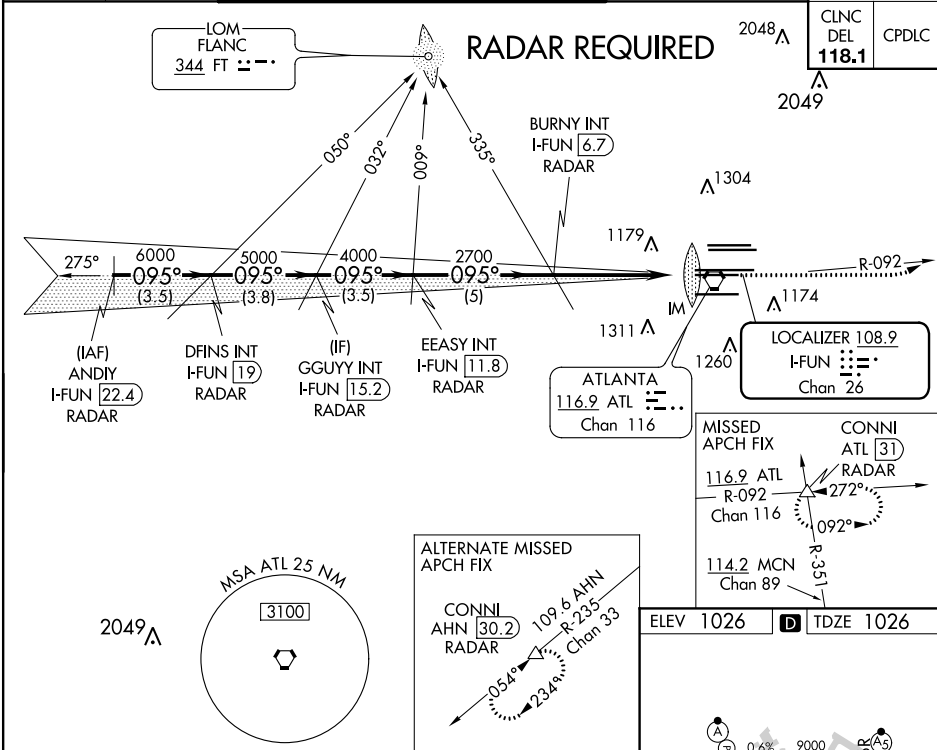 LOM
FLANC
344 FT
RADAR REQUIRED
2048
CLNC
DEL
118.1
CPDLC
2049
BURNY INT
I-FUN 6.7
RADAR
050°
032°
009°
335°
1304
1179
275°
6000
5000
4000
2700
095°
095°
095°
095°
(3.5)
(3.8)
(3.5)
(5)
R-092
IM
1174
1311
1260
(IAF)
ANDIY
I-FUN 22.4
RADAR
DFINS INT
I-FUN 19
RADAR
(IF)
GGUYY INT
I-FUN 15.2
RADAR
EEASY INT
I-FUN 11.8
RADAR
LOCALIZER 108.9
I-FUN
Chan 26
ATLANTA
116.9 ATL
Chan 116
MISSED
APCH FIX
CONNI
ATL 31
RADAR
116.9 ATL
R-092
Chan 116
272°
092°
R-351
114.2 MCN
Chan 89
MSA ATL 25 NM
3100
2049
ALTERNATE MISSED
APCH FIX
CONNI
AHN 30.2
RADAR
109.6 AHN
R-235
Chan 33
054°
234°
ELEV 1026
D
TDZE 1026
A
0.6%
9000
A5